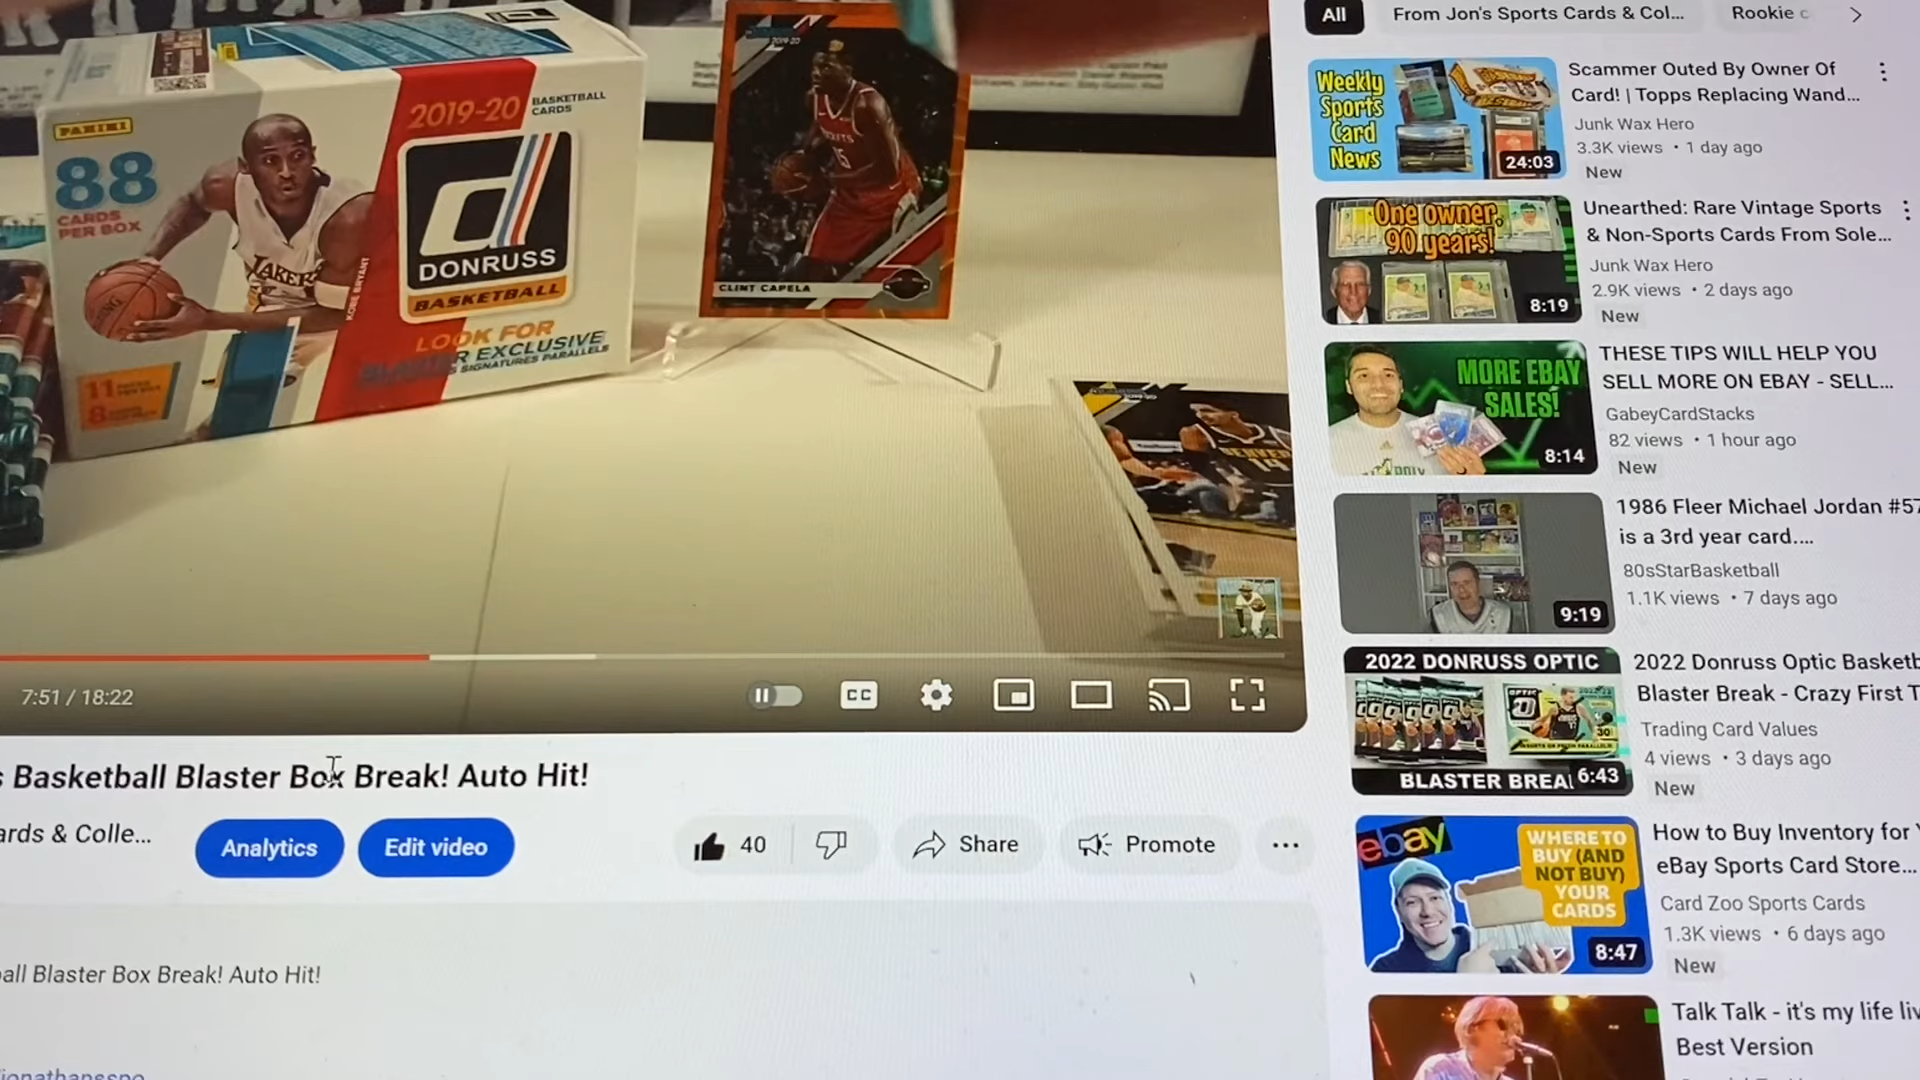 PANINI
88
CARDS
PER BOX
2019-20 BASKETBALL
CARDS
DONRUSS
BASKETBALL
LOOK FOR
EXCLUSIVE
SIGNATURES PARALLELS
KOBE BRYANT
LAKERS
11
8
2019-20
CLINT CAPELA
DENVER
14
7:51 / 18:22
CC
Basketball Blaster Box Break! Auto Hit!
ards & Colle...
Analytics
Edit video
40
Share
Promote
all Blaster Box Break! Auto Hit!
All
From Jon's Sports Cards & Col...
Rookie
Weekly
Sports
Card
News
24:03
Scammer Outed By Owner Of
Card! | Topps Replacing Wand...
Junk Wax Hero
3.3K views • 1 day ago
New
One owner,
90 years!
8:19
Unearthed: Rare Vintage Sports
& Non-Sports Cards From Sole...
Junk Wax Hero
2.9K views • 2 days ago
New
MORE EBAY
SALES!
8:14
THESE TIPS WILL HELP YOU
SELL MORE ON EBAY - SELL...
GabeyCardStacks
82 views • 1 hour ago
New
9:19
1986 Fleer Michael Jordan #57
is a 3rd year card....
80sStarBasketball
1.1K views • 7 days ago
2022 DONRUSS OPTIC
BLASTER BREA
6:43
2022 Donruss Optic Basketb
Blaster Break - Crazy First T
Trading Card Values
4 views • 3 days ago
New
ebay
WHERE TO
BUY (AND
NOT BUY)
YOUR
CARDS
8:47
How to Buy Inventory for
eBay Sports Card Store...
Card Zoo Sports Cards
1.3K views • 6 days ago
New
Talk Talk - it's my life liv
Best Version